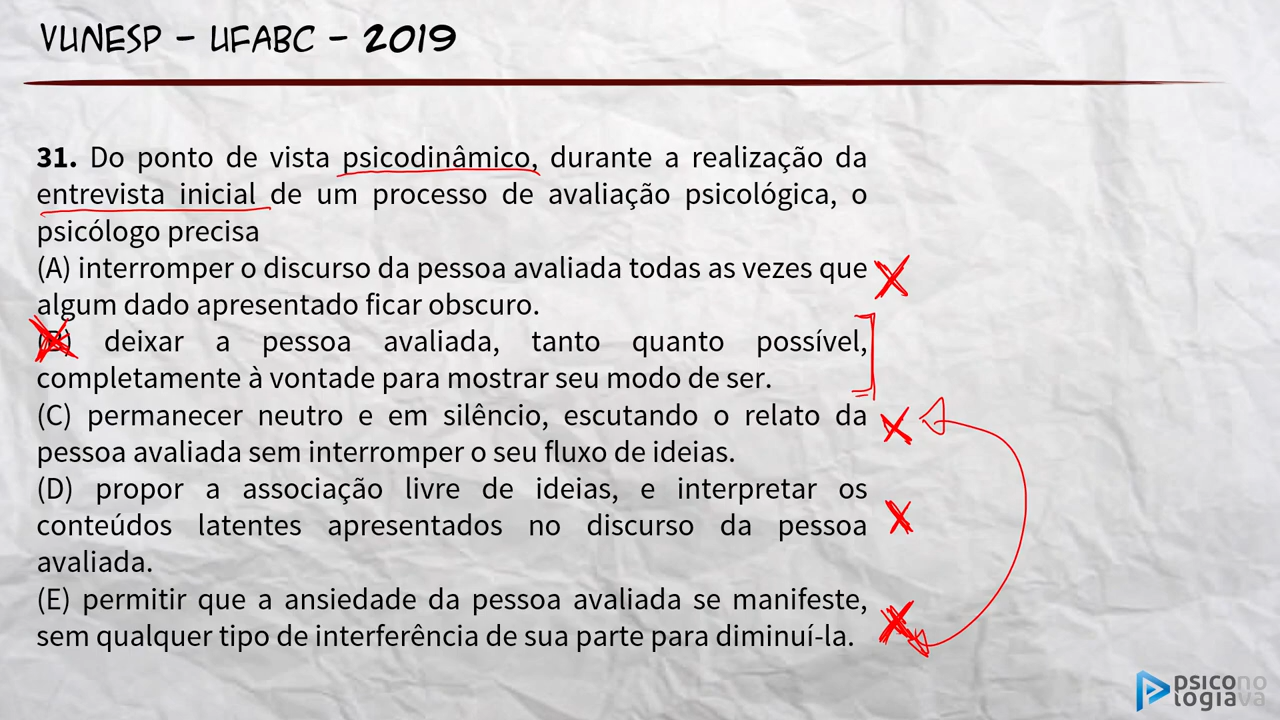 VUNESP - UFABC - 2019
31. Do ponto de vista psicodinâmico, durante a realização da
entrevista inicial de um processo de avaliação psicológica, o
psicólogo precisa
(A) interromper o discurso da pessoa avaliada todas as vezes que
algum dado apresentado ficar obscuro.
(B) deixar a pessoa avaliada, tanto quanto possível,
completamente à vontade para mostrar seu modo de ser.
(C) permanecer neutro e em silêncio, escutando o relato da
pessoa avaliada sem interromper o seu fluxo de ideias.
(D) propor a associação livre de ideias, e interpretar os
conteúdos latentes apresentados no discurso da pessoa
avaliada.
(E) permitir que a ansiedade da pessoa avaliada se manifeste,
sem qualquer tipo de interferência de sua parte para diminuí-la.
psicono
logiava